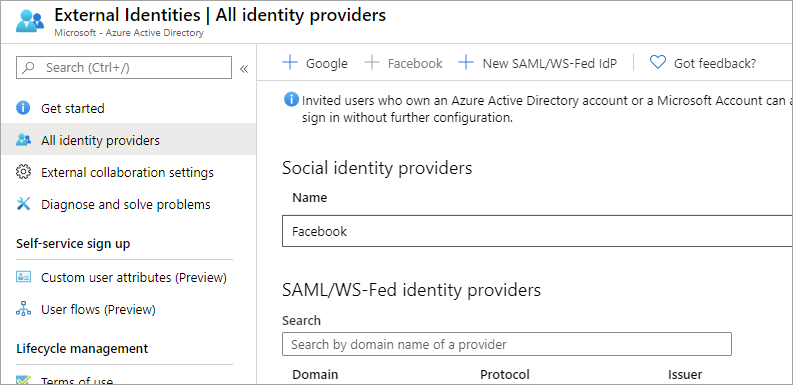 External Identities | All identity providers
Microsoft - Azure Active Directory
Search (Ctrl+/)
«
Get started
All identity providers
External collaboration settings
Diagnose and solve problems
Self-service sign up
Custom user attributes (Preview)
User flows (Preview)
Lifecycle management
Terms of use
+ Google
+ Facebook
+ New SAML/WS-Fed IdP
Got feedback?
Invited users who own an Azure Active Directory account or a Microsoft Account can a
sign in without further configuration.
Social identity providers
Name
Facebook
SAML/WS-Fed identity providers
Search
Search by domain name of a provider
Domain Protocol Issuer